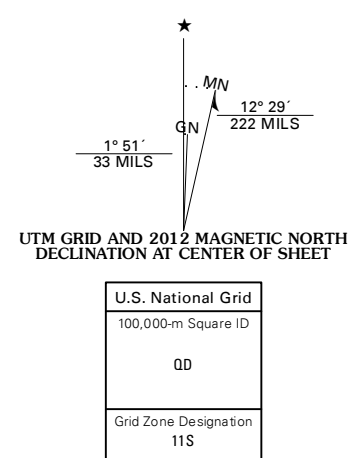 ★
MN
12° 29´
222 MILS
GN
1° 51´
33 MILS
UTM GRID AND 2012 MAGNETIC NORTH
DECLINATION AT CENTER OF SHEET
U.S. National Grid
100,000-m Square ID
QD
Grid Zone Designation
11S